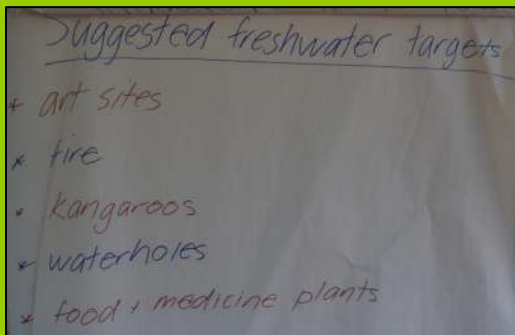 Suggested freshwater targets
* art sites
* fire
* kangaroos
* waterholes
* food + medicine plants